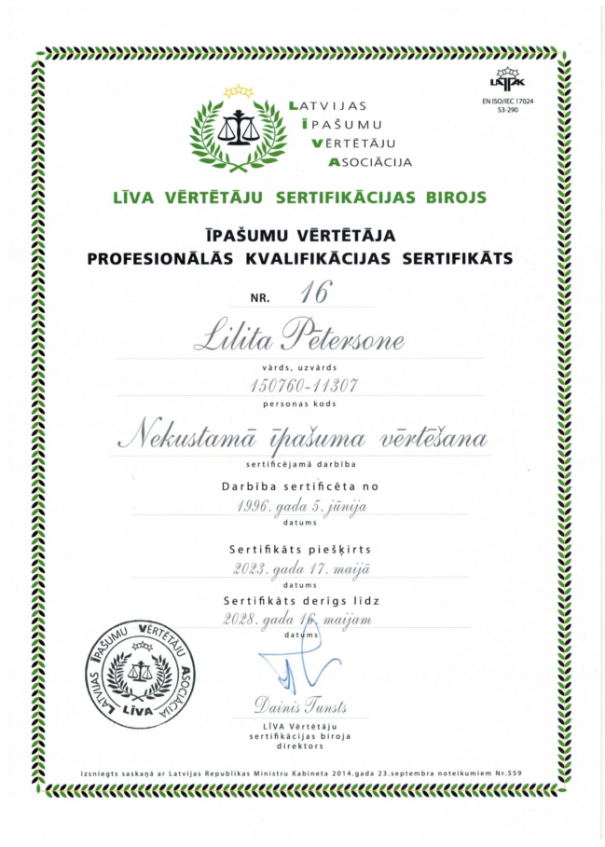 LATVIJAS
ĪPAŠUMU
VĒRTĒTĀJU
ASOCIĀCIJA
LATAK
EN ISO/IEC 17024
S3-290
LĪVA VĒRTĒTĀJU SERTIFIKĀCIJAS BIROJS
ĪPAŠUMU VĒRTĒTĀJA
PROFESIONĀLĀS KVALIFIKĀCIJAS SERTIFIKĀTS
NR. 16
Lilita Pētersone
vārds, uzvārds
150760-11307
personas kods
Nekustamā īpašuma vērtēšana
sertificējamā darbība
Darbība sertificēta no
1996. gada 5. jūnija
datums
Sertifikāts piešķirts
2023. gada 17. maijā
datums
Sertifikāts derīgs līdz
2028. gada 16. maijam
datums
LATVIJAS ĪPAŠUMU VĒRTĒTĀJU ASOCIĀCIJA
LĪVA
Dainis Tunsts
LĪVA Vērtētāju
sertifikācijas biroja
direktors
Izsniegts saskaņā ar Latvijas Republikas Ministru Kabineta 2014.gada 23.septembra noteikumiem Nr.559